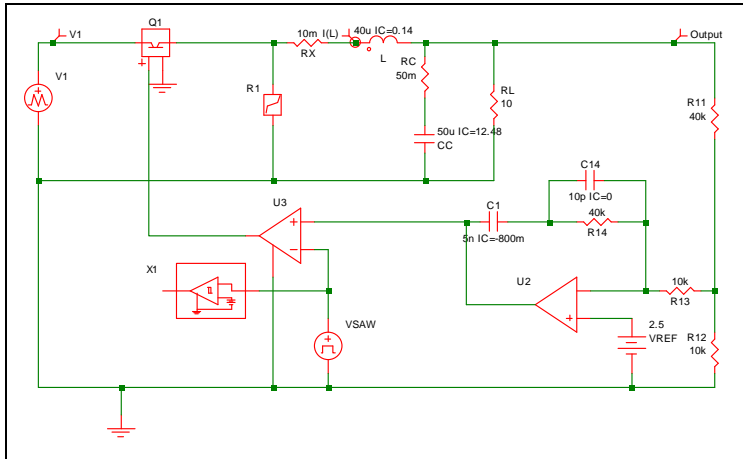 V1
Q1
10m
I(L)
40u IC=0.14
Output
RX
L
RC
50m
RL
10
V1
R1
R11
40k
50u IC=12.48
CC
C14
10p IC=0
U3
C1
40k
R14
5n IC=-800m
X1
U2
10k
R13
VSAW
2.5
VREF
R12
10k